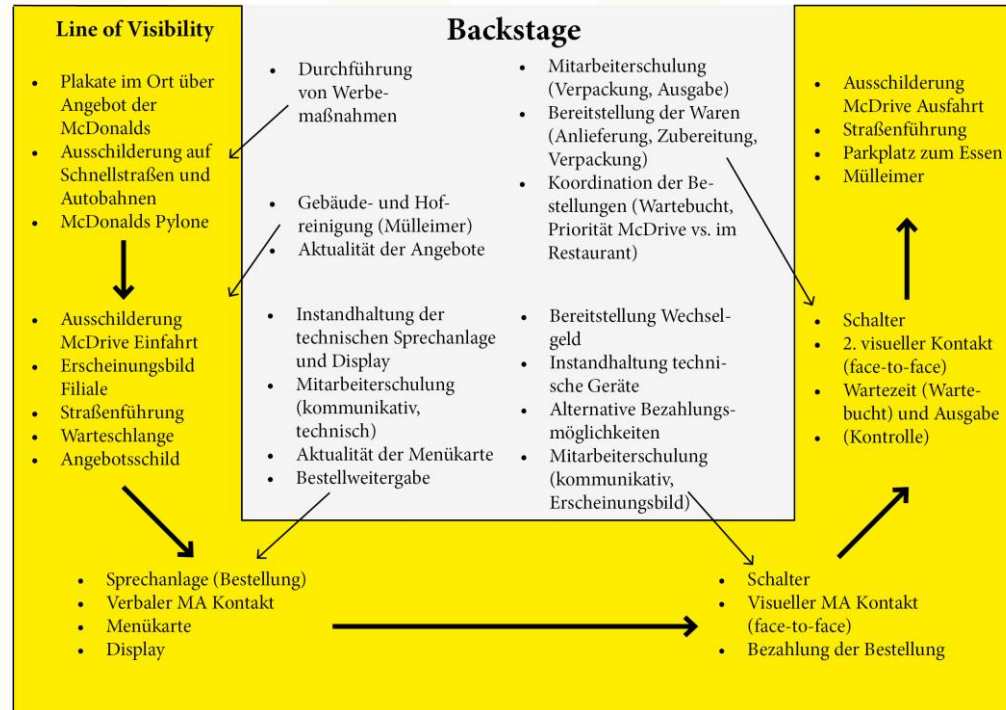 Line of Visibility
• Plakate im Ort über
Angebot der
McDonalds
• Ausschilderung auf
Schnellstraßen und
Autobahnen
• McDonalds Pylone
• Ausschilderung
McDrive Einfahrt
• Erscheinungsbild
Filiale
• Straßenführung
• Warteschlange
• Angebotsschild
Backstage
• Durchführung
von Werbe-
maßnahmen
• Gebäude- und Hof-
reinigung (Mülleimer)
• Aktualität der Angebote
• Instandhaltung der
technischen Sprechanlage
und Display
• Mitarbeiterschulung
(kommunikativ,
technisch)
• Aktualität der Menükarte
• Bestellweitergabe
• Mitarbeiterschulung
(Verpackung, Ausgabe)
• Bereitstellung der Waren
(Anlieferung, Zubereitung,
Verpackung)
• Koordination der Be-
stellungen (Wartebucht,
Priorität McDrive vs. im
Restaurant)
• Bereitstellung Wechsel-
geld
• Instandhaltung techni-
sche Geräte
• Alternative Bezahlungs-
möglichkeiten
• Mitarbeiterschulung
(kommunikativ,
Erscheinungsbild)
• Sprechanlage (Bestellung)
• Verbaler MA Kontakt
• Menükarte
• Display
• Schalter
• Visueller MA Kontakt
(face-to-face)
• Bezahlung der Bestellung
• Schalter
• 2. visueller Kontakt
(face-to-face)
• Wartezeit (Warte-
bucht) und Ausgabe
• (Kontrolle)
• Ausschilderung
McDrive Ausfahrt
• Straßenführung
• Parkplatz zum Essen
• Mülleimer